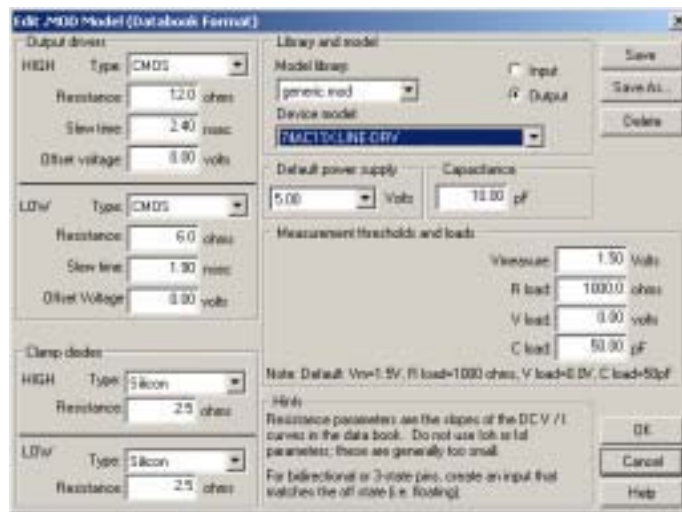 Edit .MOD Model (Databook Format)
Output drivers
HIGH Type: CMOS
Resistance: 12.0 ohms
Slew time: 2.40 nsec
Offset voltage: 0.00 volts
LOW Type: CMOS
Resistance: 6.0 ohms
Slew time: 1.90 nsec
Offset Voltage: 0.00 volts
Clamp diodes
HIGH Type: Silicon
Resistance: 25 ohms
LOW Type: Silicon
Resistance: 25 ohms
Library and model
Model library:
generic.mod
Input
Output
Device model:
74AC11X:LINE-DRV
Default power supply
5.00 Volts
Capacitance
10.00 pF
Measurement thresholds and loads
Vmeasure: 1.50 Volts
R load: 1000.0 ohms
V load: 0.00 volts
C load: 50.00 pF
Note: Default Vm=1.5V, R load=1000 ohms, V load=0.0V, C load=50pF
Hints
Resistance parameters are the slopes of the DC V / I
curves in the data book. Do not use Ioh or Iol
parameters; these are generally too small.
For bidirectional or 3-state pins, create an input that
matches the off state (i.e. floating).
Save
Save As..
Delete
OK
Cancel
Help